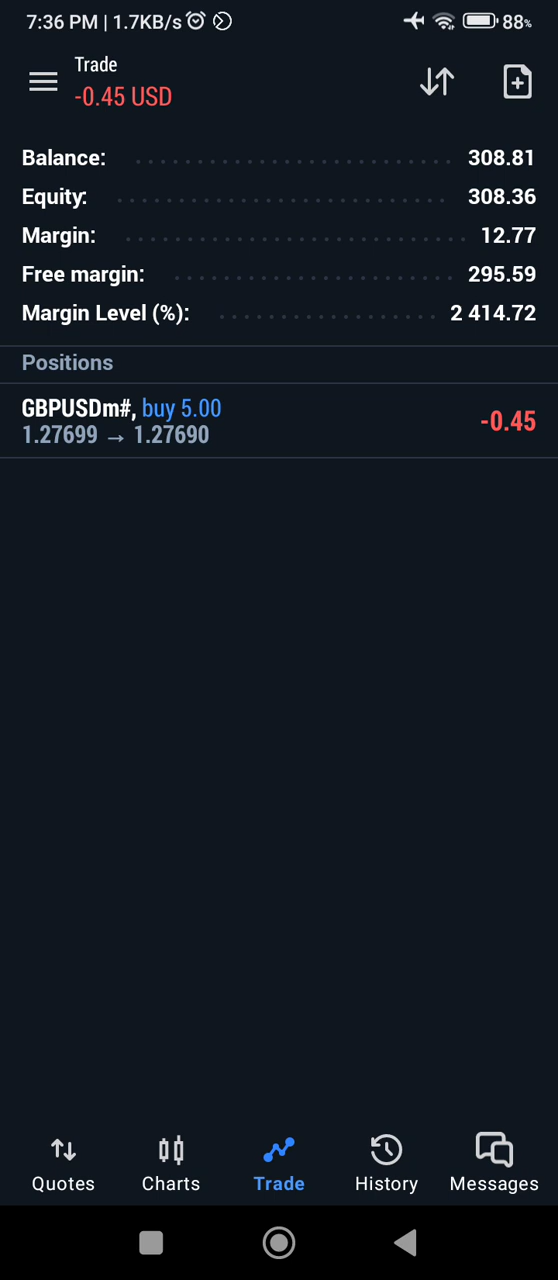 7:36 PM | 1.7KB/s
88%
Trade
-0.45 USD
Balance: 308.81
Equity: 308.36
Margin: 12.77
Free margin: 295.59
Margin Level (%): 2 414.72
Positions
GBPUSDm#, buy 5.00
1.27699 → 1.27690
-0.45
Quotes Charts Trade History Messages